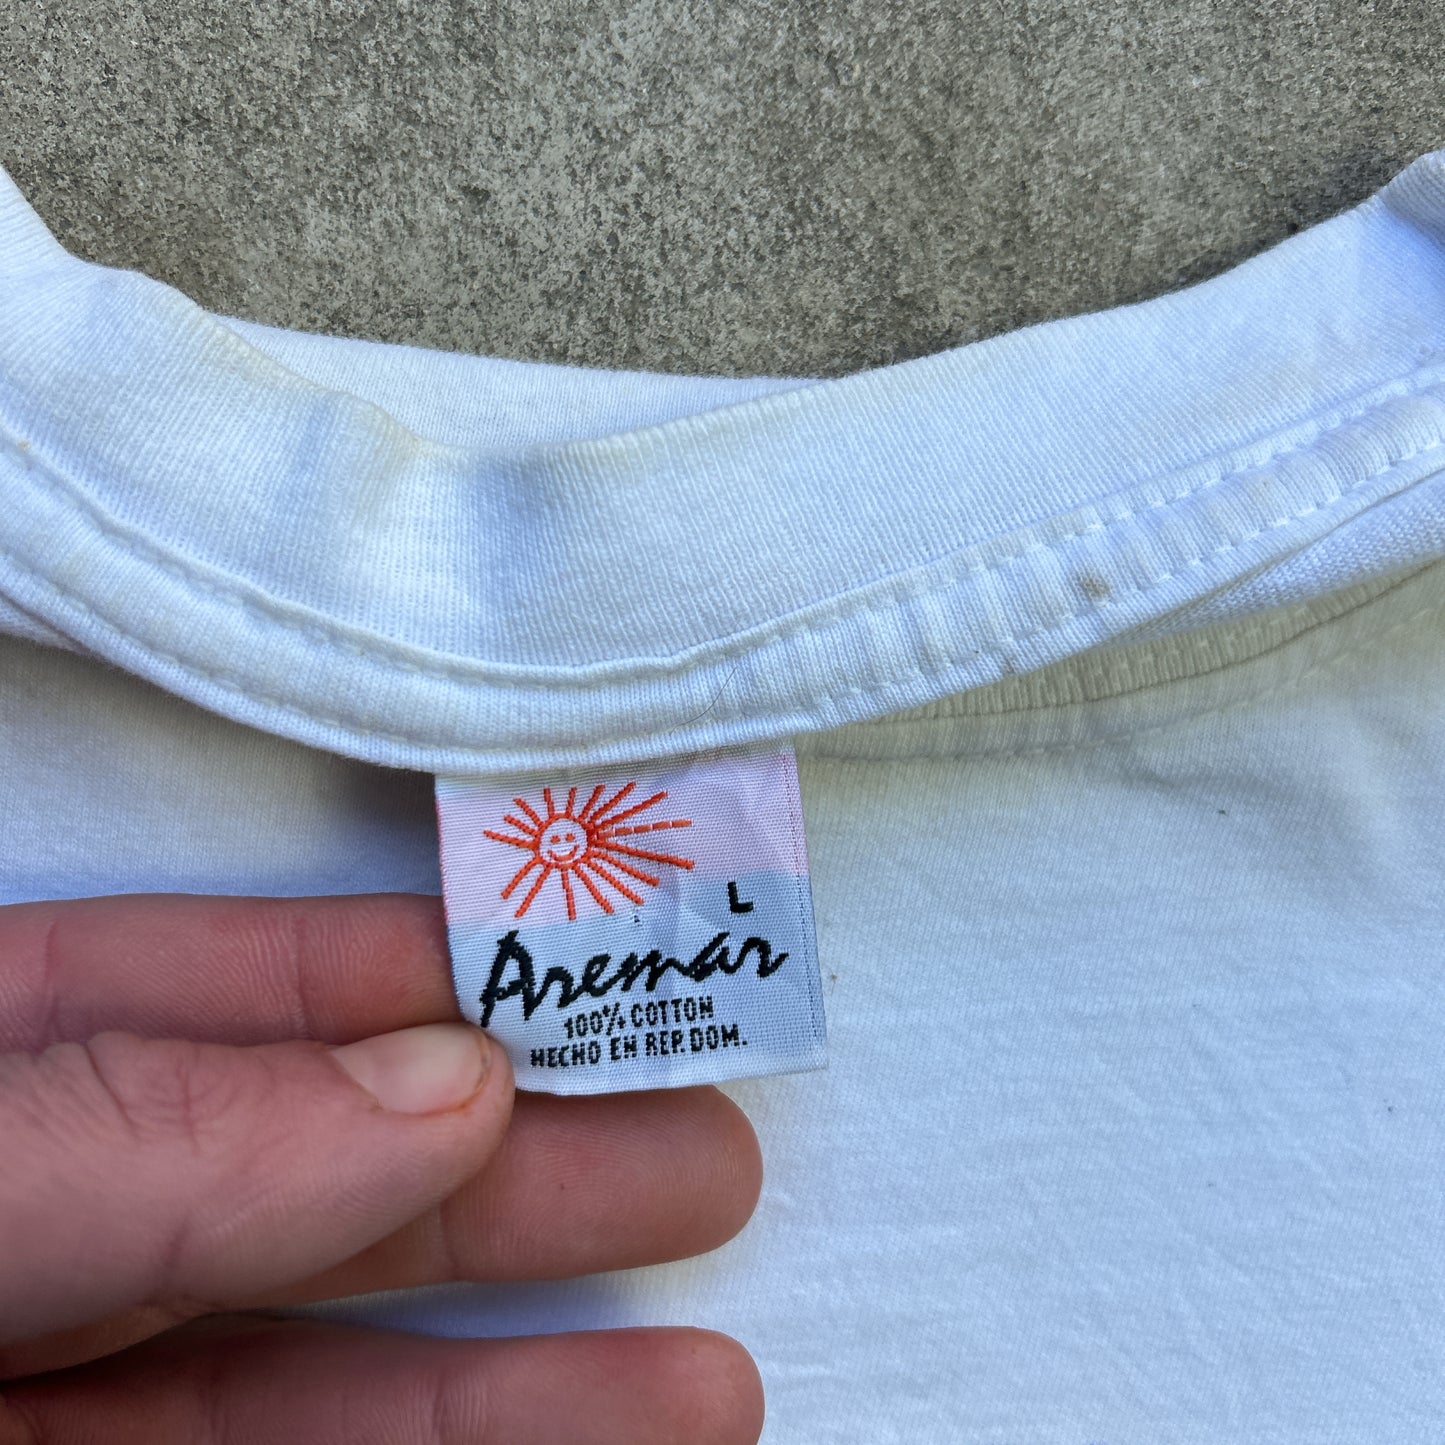 L
Aremar
100% COTTON
HECHO EN REP. DOM.